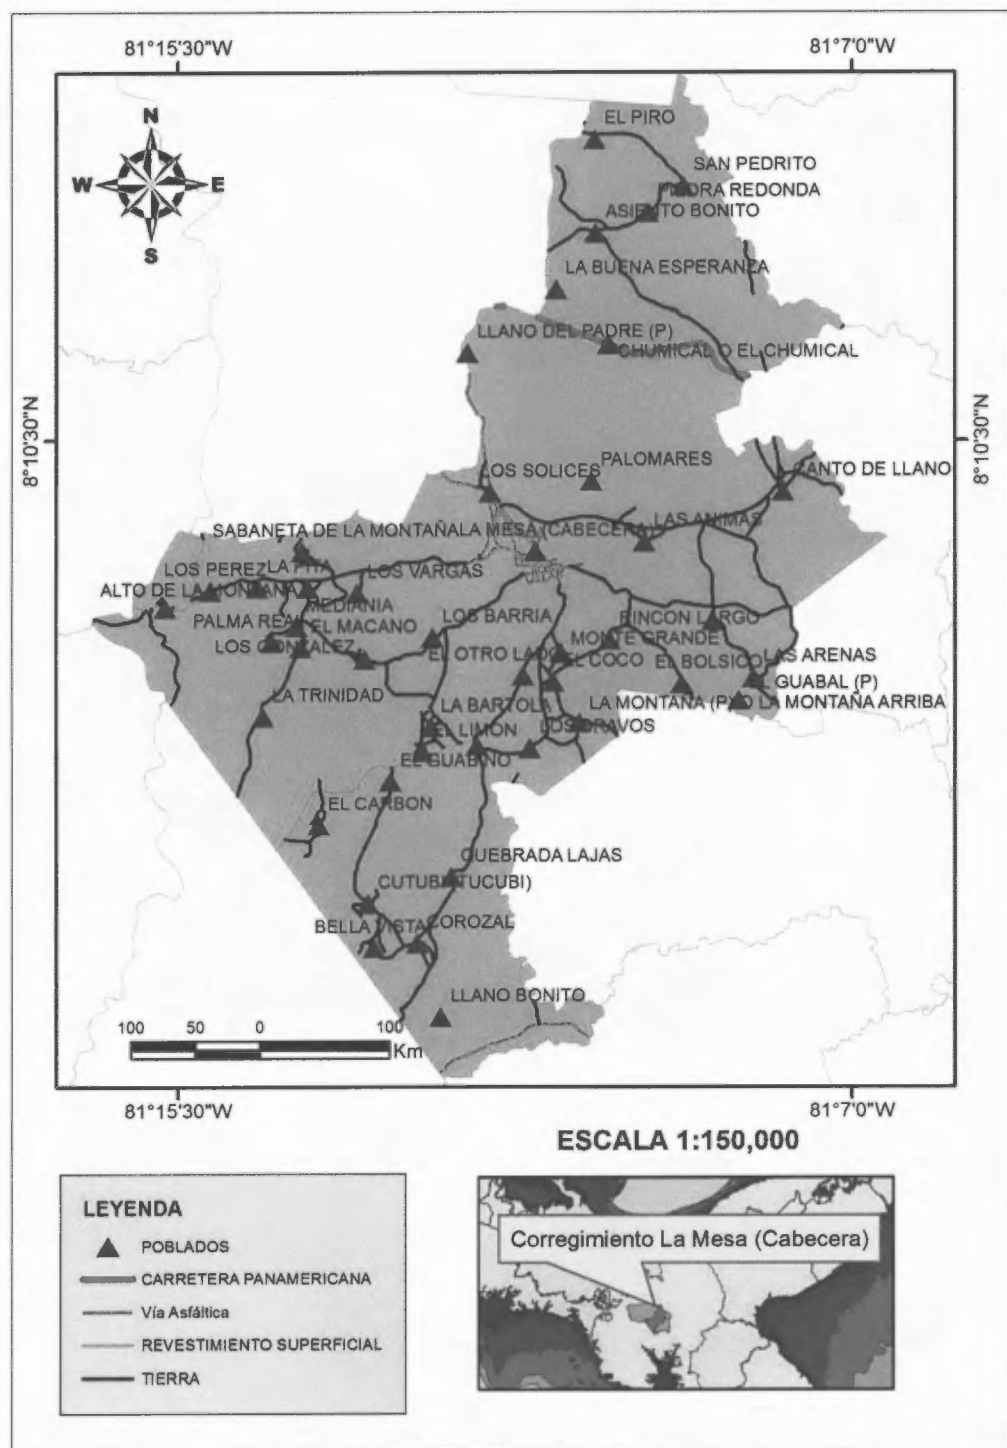 81°15'30"W
81°7'0"W
N
W
E
S
EL PIRO
SAN PEDRITO
PIEDRA REDONDA
ASIENTO BONITO
LA BUENA ESPERANZA
LLANO DEL PADRE (P)
CHUMICAL O EL CHUMICAL
8°10'30"N
8°10'30"N
LOS SOLICES
PALOMARES
CANTO DE LLANO
SABANETA DE LA MONTAÑA
LA MESA (CABECERA)
LAS ANIMAS
LOS PEREZ
LA PITA
LOS VARGAS
ALTO DE LA MONTAÑA
MEDIANIA
LOS BARRIA
RINCON LARGO
PALMA REAL
EL MACANO
LOS GONZALEZ
EL OTRO LADO
MONTE GRANDE
EL COCO
EL BOLSICO
LAS ARENAS
LA TRINIDAD
EL GUABAL (P)
LA BARTOLA
LA MONTAÑA (P) O LA MONTAÑA ARRIBA
EL LIMON
LOS BRAVOS
EL GUABINO
EL CARBON
QUEBRADA LAJAS
CUTUBI (TUCUBI)
BELLA VISTA
COROZAL
LLANO BONITO
100 50 0 100
Km
81°15'30"W
81°7'0"W
ESCALA 1:150,000
LEYENDA
POBLADOS
CARRETERA PANAMERICANA
Vía Asfáltica
REVESTIMIENTO SUPERFICIAL
TIERRA
Corregimiento La Mesa (Cabecera)